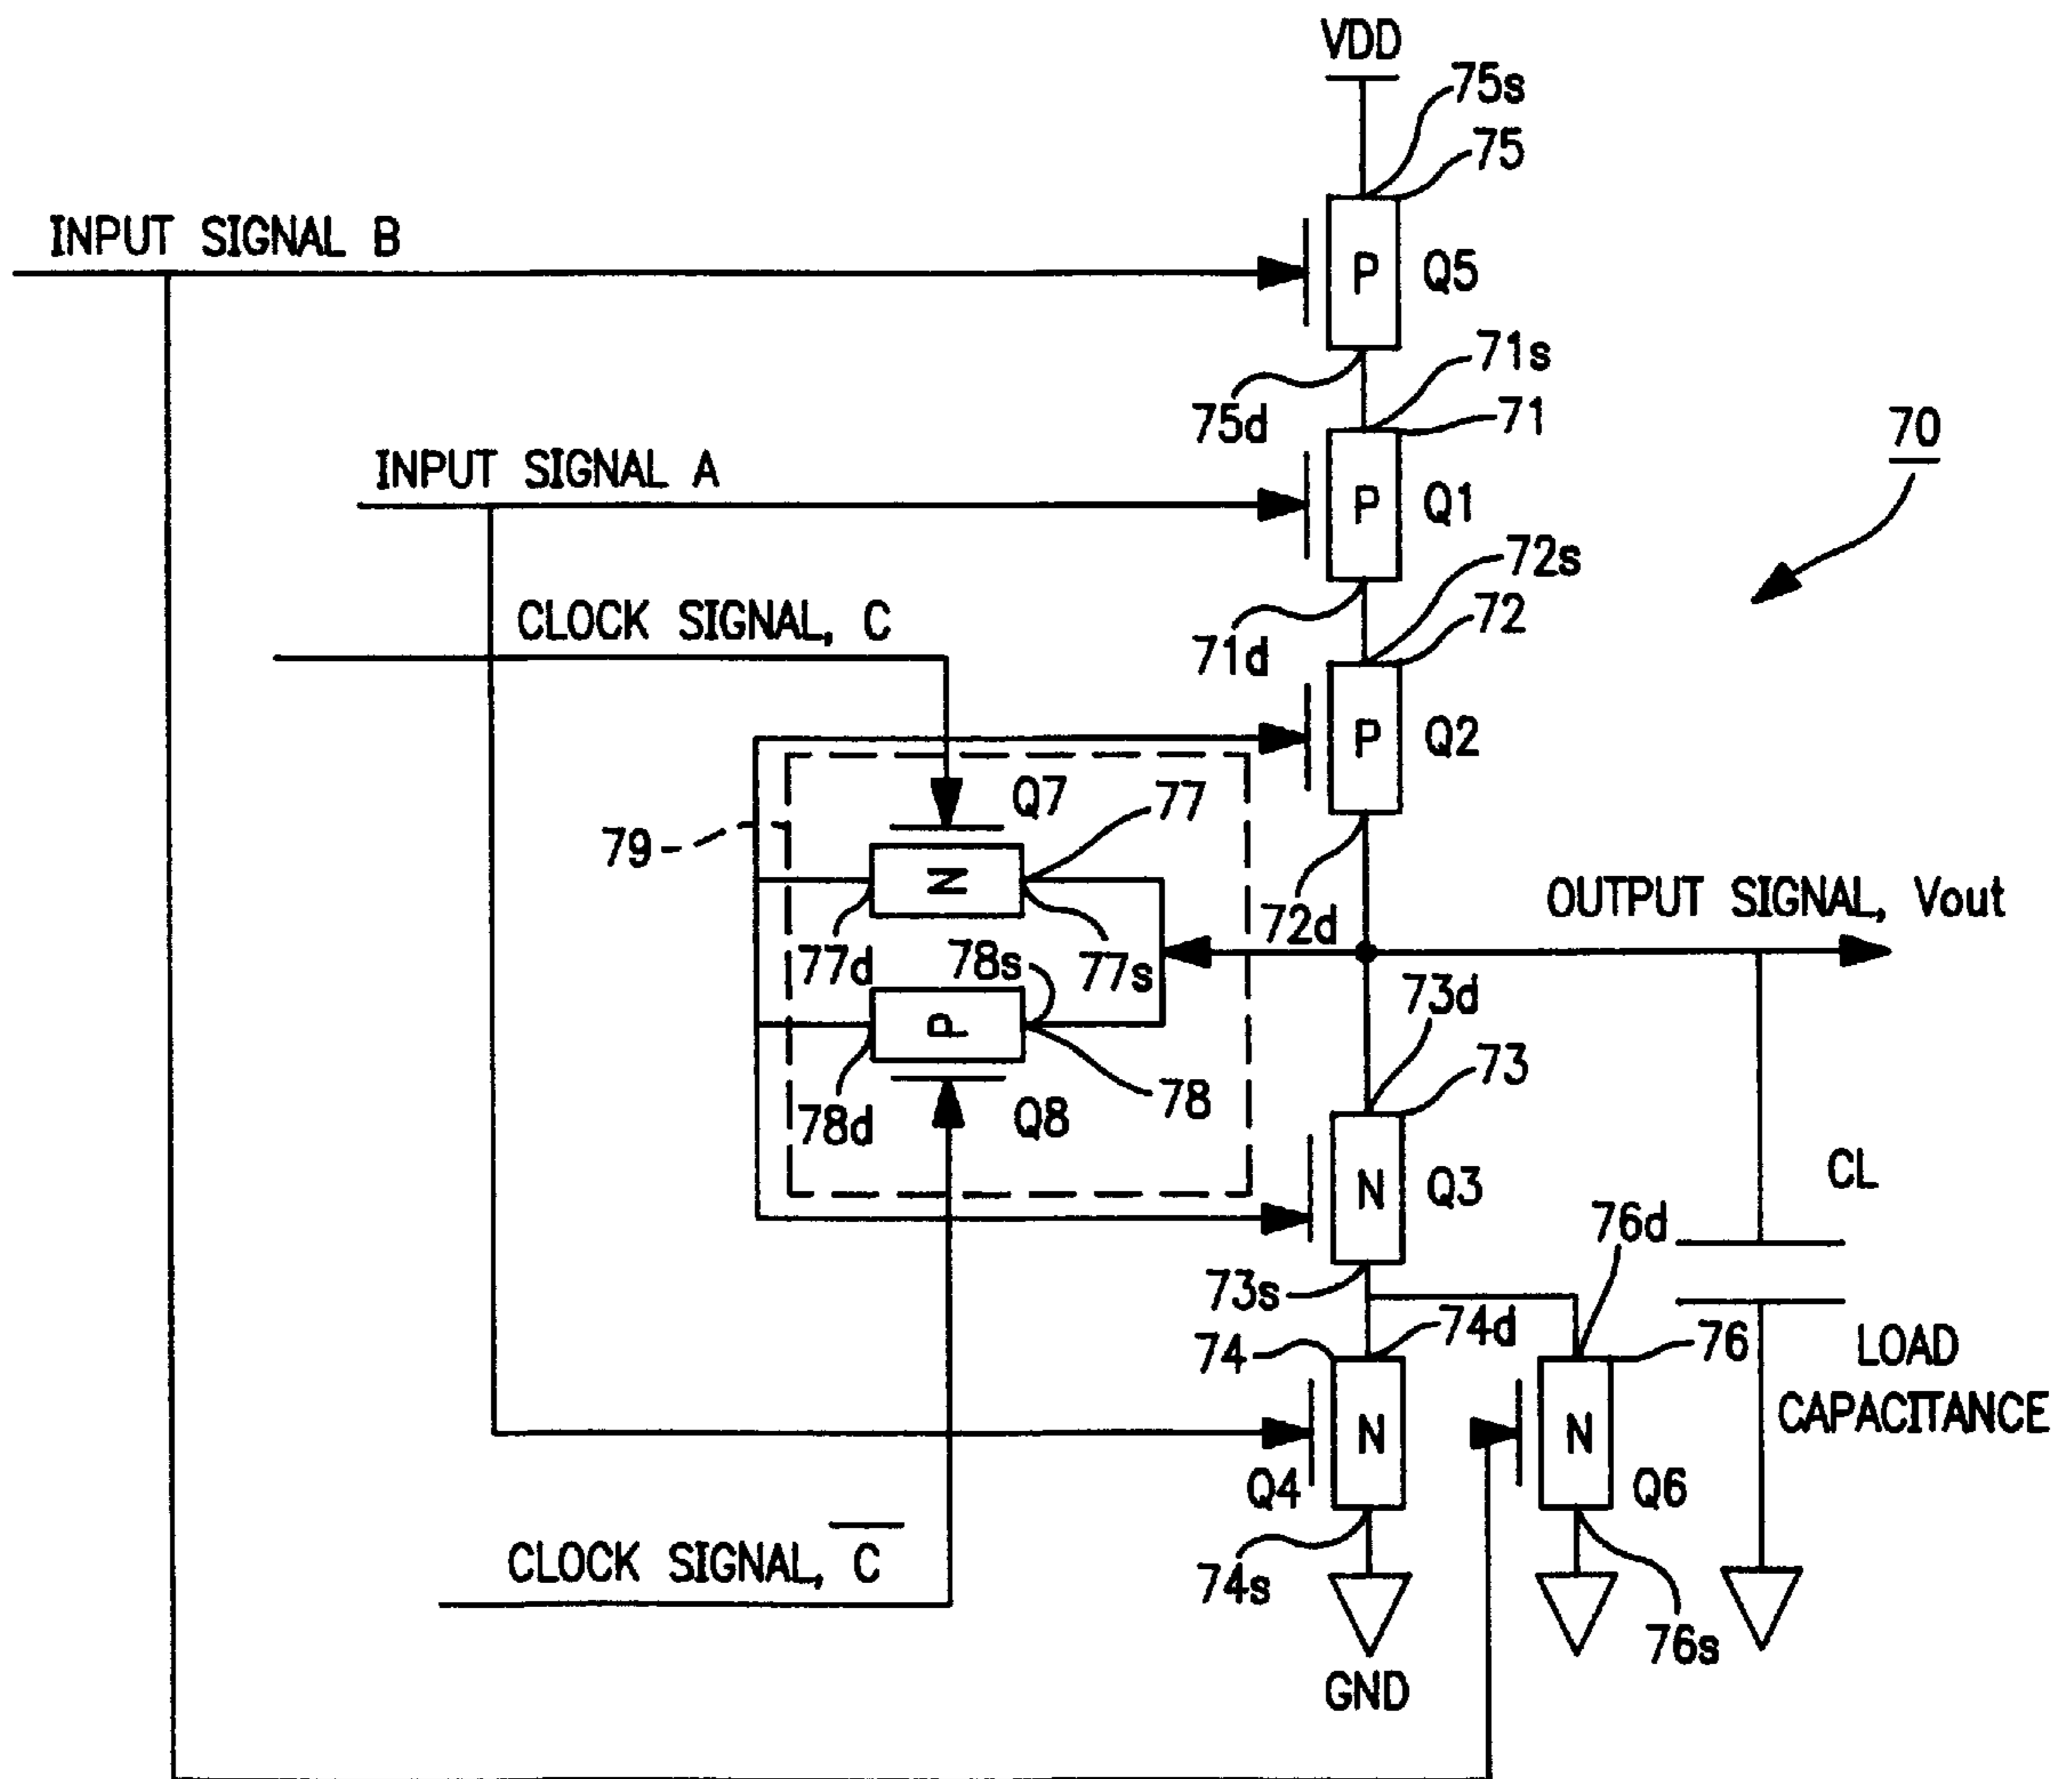 VDD
75s
75
INPUT SIGNAL B
P
Q5
71s
75d
71
70
INPUT SIGNAL A
P
Q1
72s
CLOCK SIGNAL, C
72
71d
P
Q2
Q7
77
79
N
OUTPUT SIGNAL, Vout
72d
77d
78s
77s
73d
P
73
78
78d
Q8
CL
N
Q3
76d
73s
74d
74
76
LOAD
CAPACITANCE
N
N
Q4
Q6
CLOCK SIGNAL, C̅
74s
76s
GND